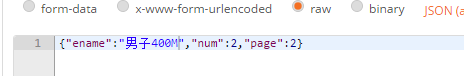 form-data x-www-form-urlencoded raw binary JSON (a
1 {"ename":"男子400M","num":2,"page":2}